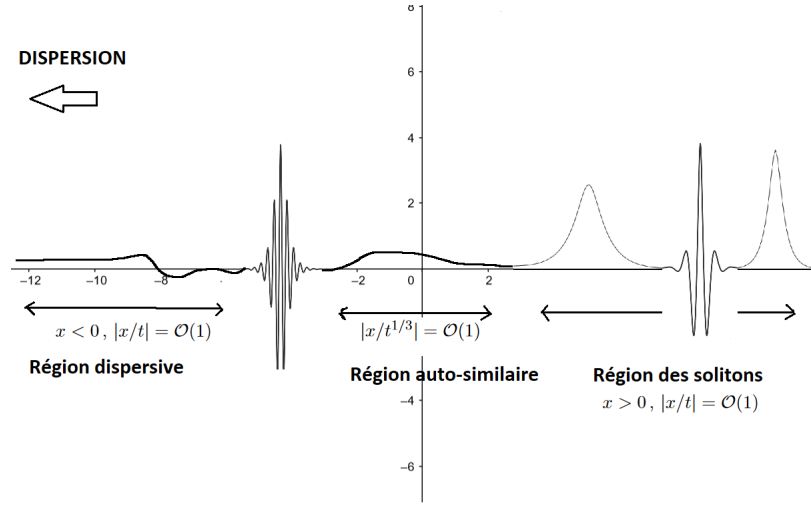 8
DISPERSION
6
4
2
−12
−10
−8
−4
−2
0
2
x < 0 , |x/t| = O(1)
|x/t^{1/3}| = O(1)
Région dispersive
Région auto-similaire
Région des solitons
x > 0 , |x/t| = O(1)
−4
−6